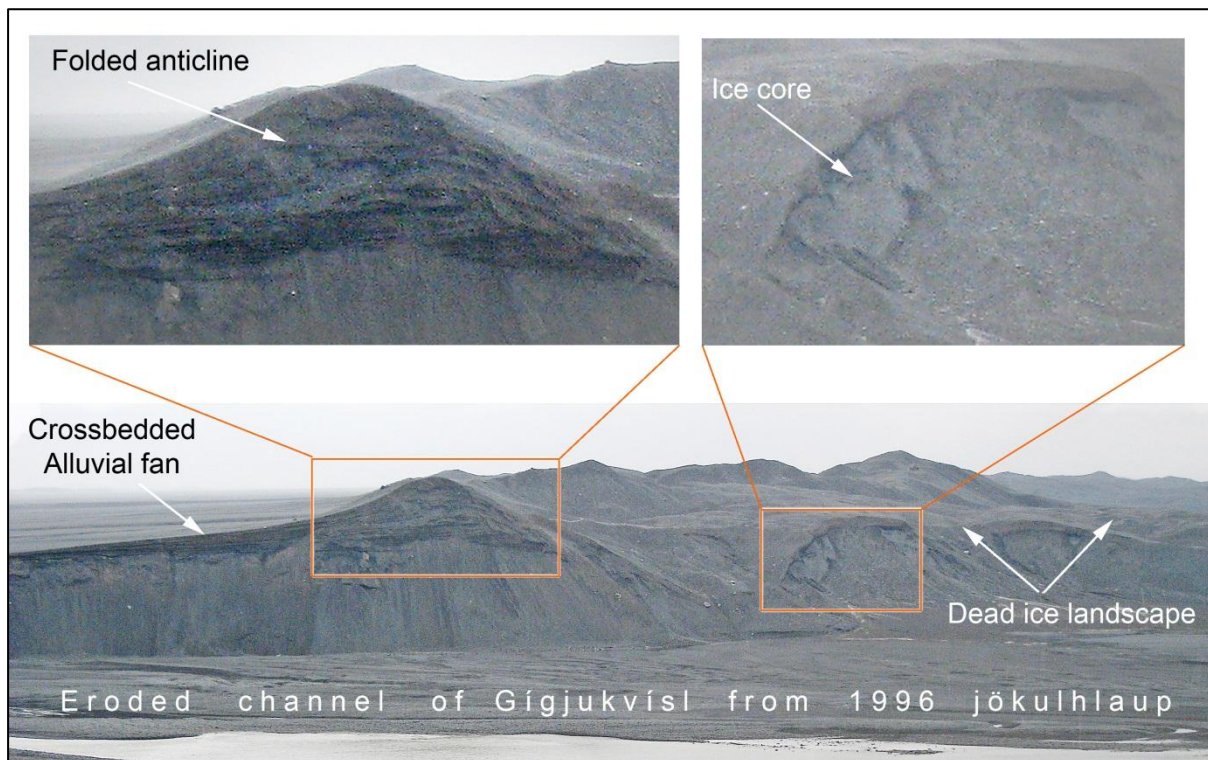 Folded anticline
Ice core
Crossbedded
Alluvial fan
Dead ice landscape
Eroded channel of Gígjukvísl from 1996 jökulhlaup